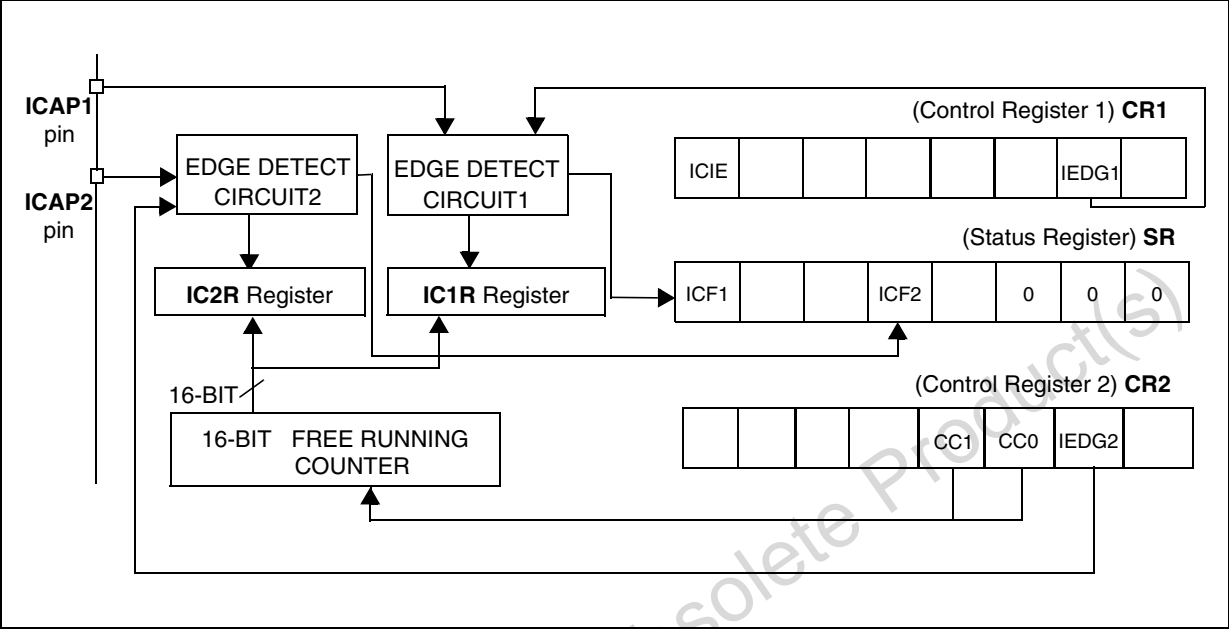 ICAP1
pin
ICAP2
pin
EDGE DETECT
CIRCUIT2
EDGE DETECT
CIRCUIT1
IC2R Register
IC1R Register
16-BIT
16-BIT FREE RUNNING
COUNTER
(Control Register 1) CR1
ICIE IEDG1
(Status Register) SR
ICF1 ICF2 0 0 0
(Control Register 2) CR2
CC1 CC0 IEDG2
solete Product(s)